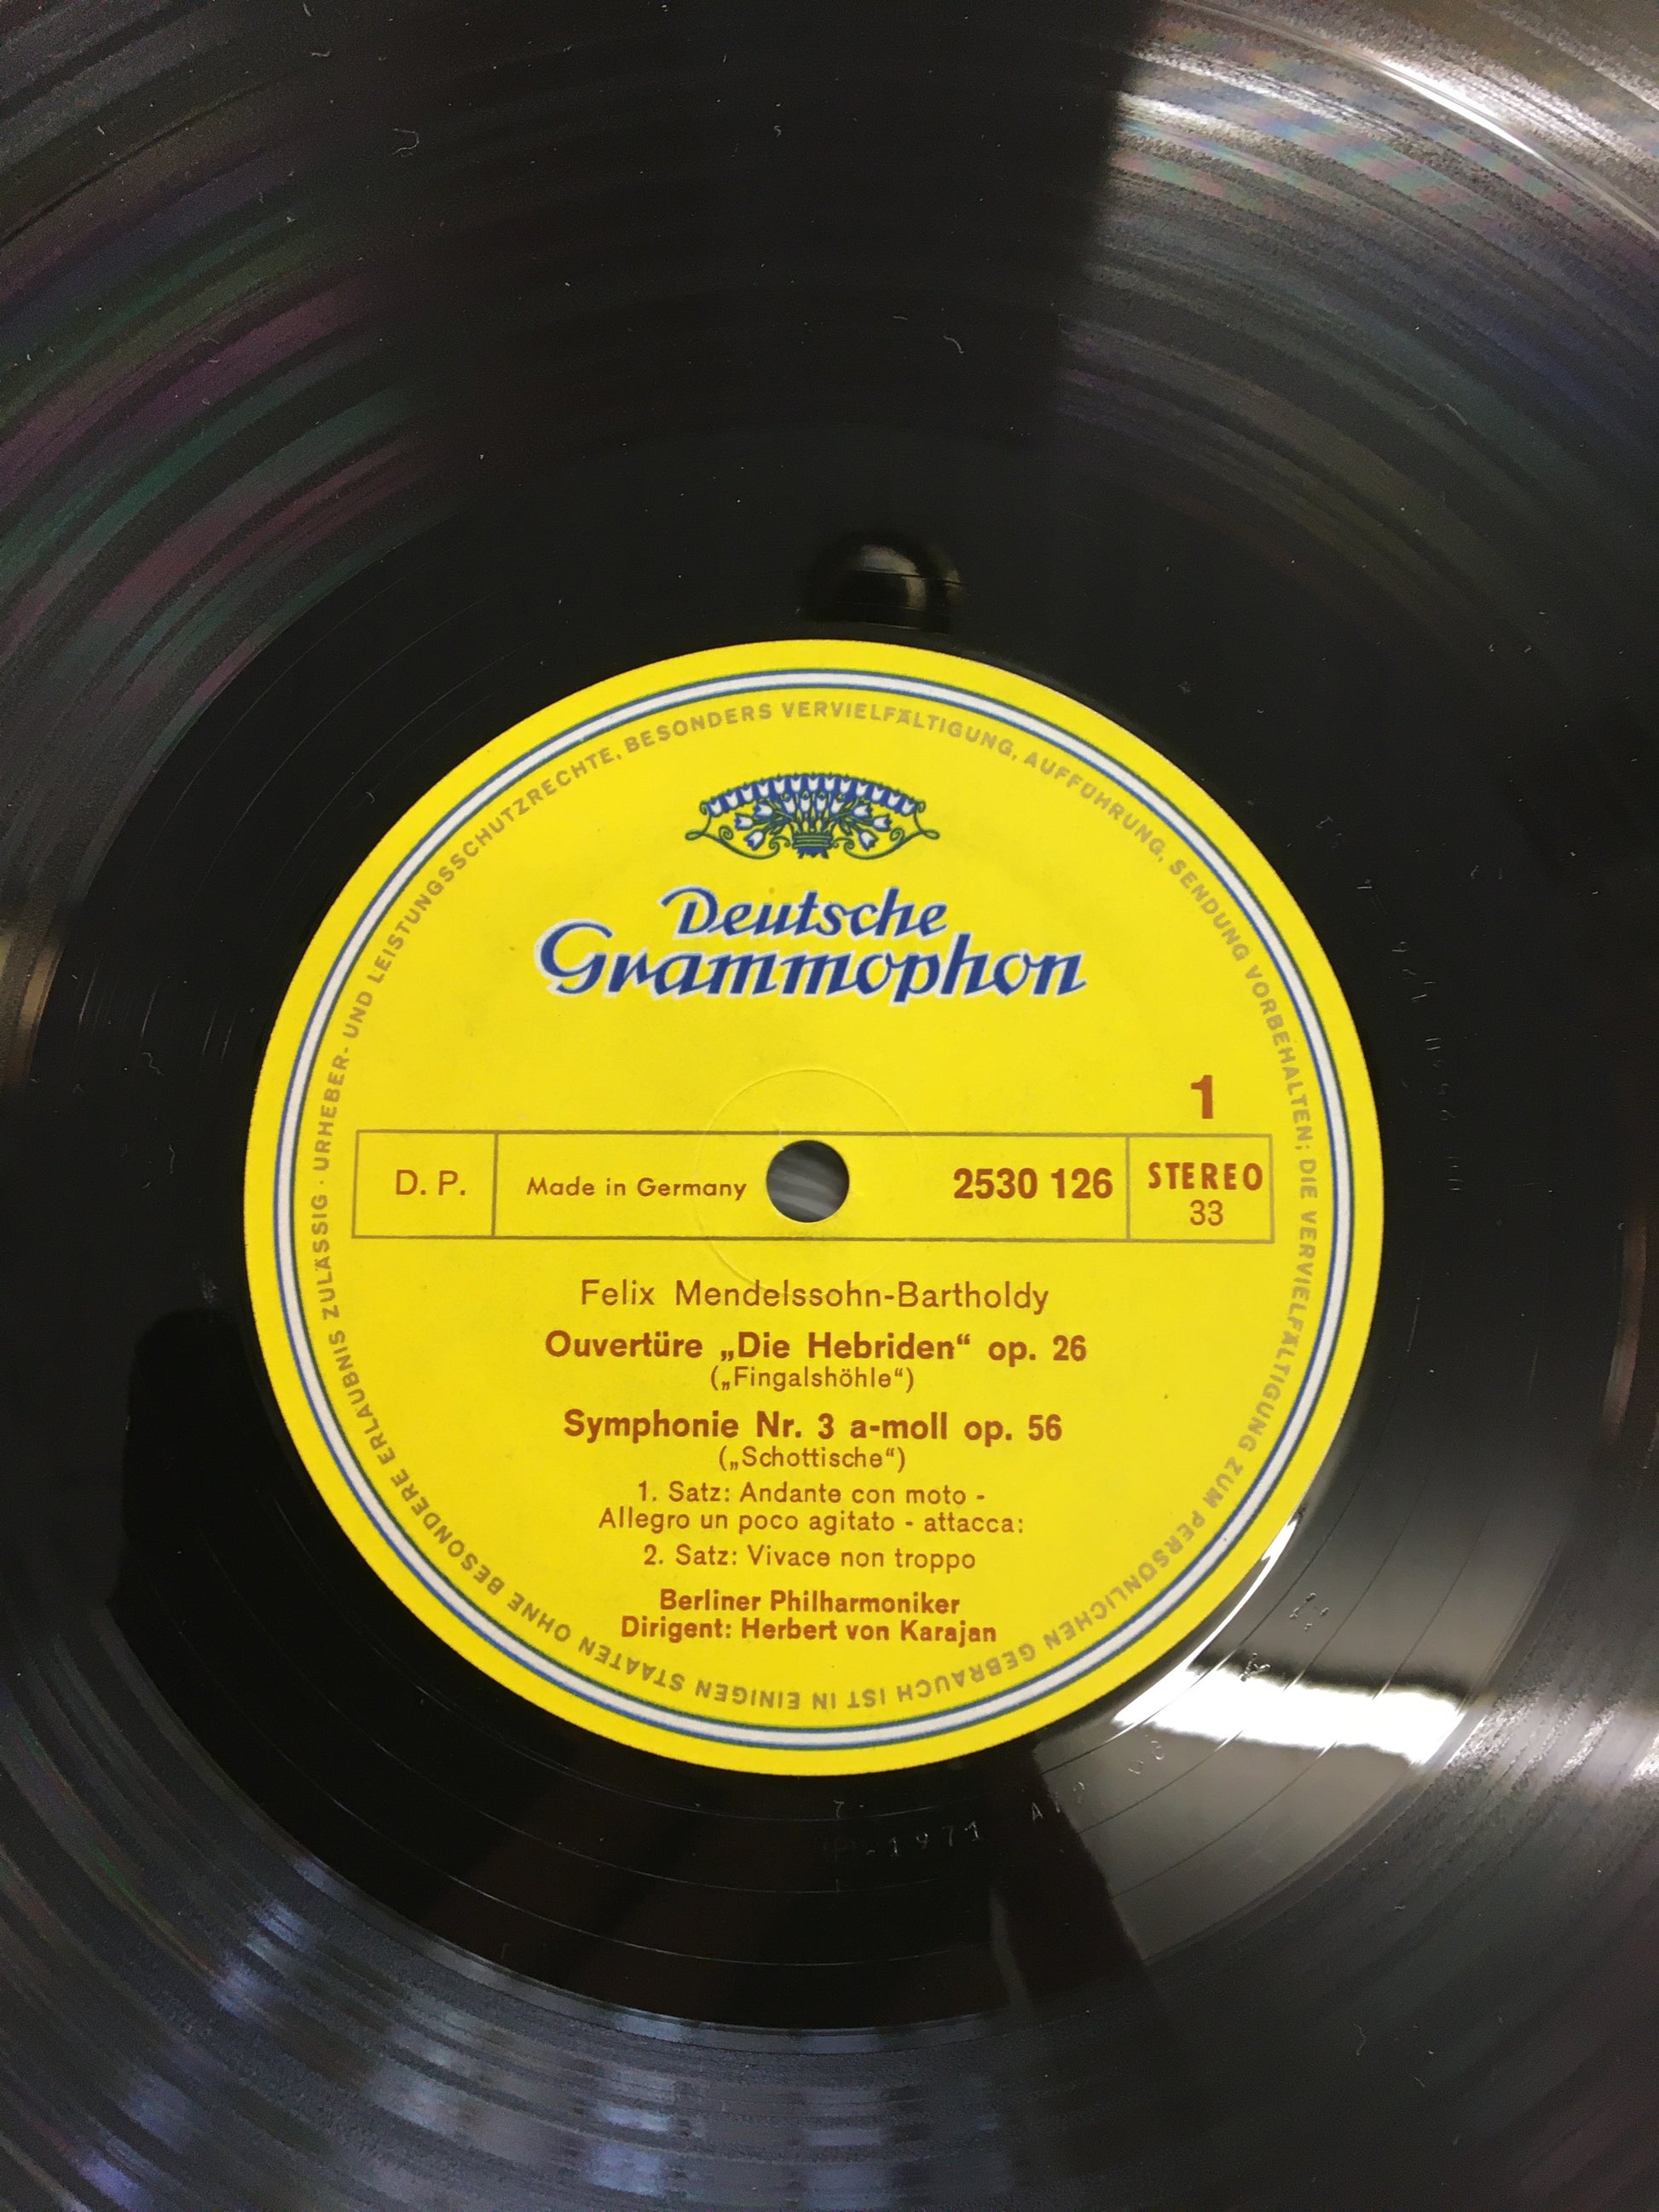 URHEBER- UND LEISTUNGSSCHUTZRECHTE, BESONDERS VERVIELFÄLTIGUNG, AUFFÜHRUNG, SENDUNG VORBEHALTEN; DIE VERVIELFÄLTIGUNG ZUM PERSÖNLICHEN GEBRAUCH IST IN EINIGEN STAATEN OHNE BESONDERE ERLAUBNIS ZULÄSSIG ·
Deutsche
Grammophon
1
D. P.
Made in Germany
2530 126
STEREO
33
Felix Mendelssohn-Bartholdy
Ouvertüre „Die Hebriden“ op. 26
(„Fingalshöhle“)
Symphonie Nr. 3 a-moll op. 56
(„Schottische“)
1. Satz: Andante con moto -
Allegro un poco agitato - attacca:
2. Satz: Vivace non troppo
Berliner Philharmoniker
Dirigent: Herbert von Karajan
1971